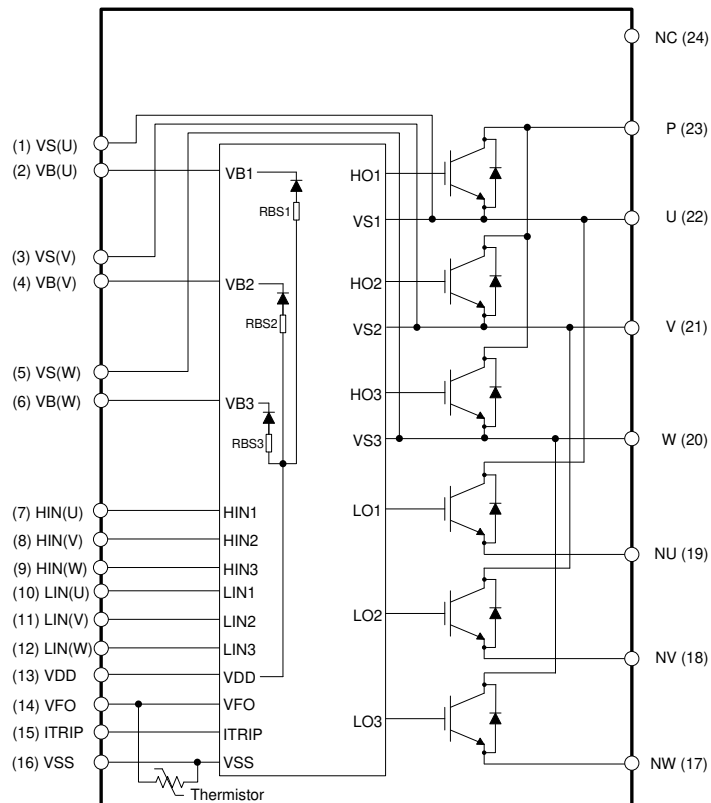 NC (24)
(1) VS(U)
(2) VB(U)
(3) VS(V)
(4) VB(V)
(5) VS(W)
(6) VB(W)
(7) HIN(U)
(8) HIN(V)
(9) HIN(W)
(10) LIN(U)
(11) LIN(V)
(12) LIN(W)
(13) VDD
(14) VFO
(15) ITRIP
(16) VSS
VB1
RBS1
VB2
RBS2
VB3
RBS3
HIN1
HIN2
HIN3
LIN1
LIN2
LIN3
VDD
VFO
ITRIP
VSS
Thermistor
HO1
VS1
HO2
VS2
HO3
VS3
LO1
LO2
LO3
P (23)
U (22)
V (21)
W (20)
NU (19)
NV (18)
NW (17)